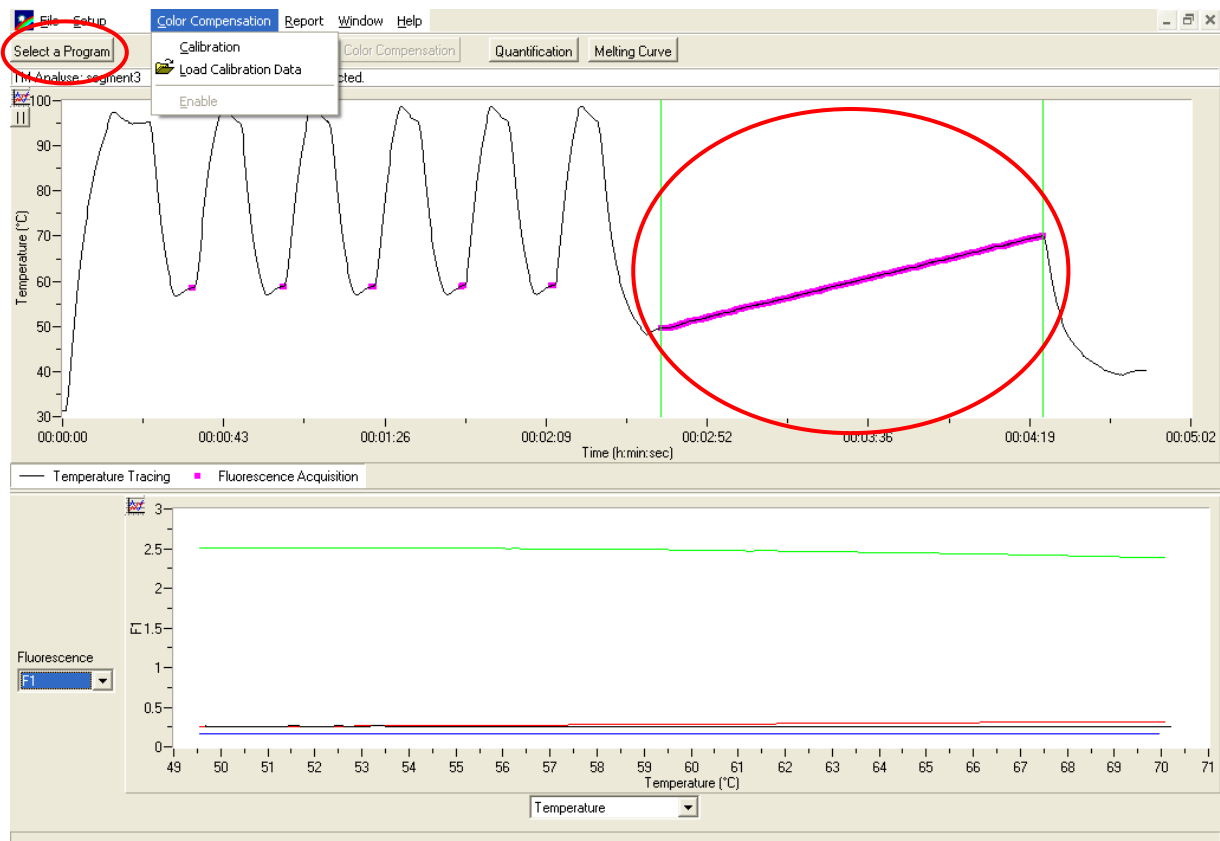 File Setup Color Compensation Report Window Help
Select a Program Color Compensation Quantification Melting Curve
Calibration
Load Calibration Data
Enable
TM Analyse: segment3 cted.
100
90
80
70
60
50
40
30
Temperature (°C)
00:00:00 00:00:43 00:01:26 00:02:09 00:02:52 00:03:36 00:04:19 00:05:02
Time (h:min:sec)
Temperature Tracing Fluorescence Acquisition
3
2.5
2
1.5
1
0.5
0
F1
Fluorescence
F1
49 50 51 52 53 54 55 56 57 58 59 60 61 62 63 64 65 66 67 68 69 70 71
Temperature (°C)
Temperature